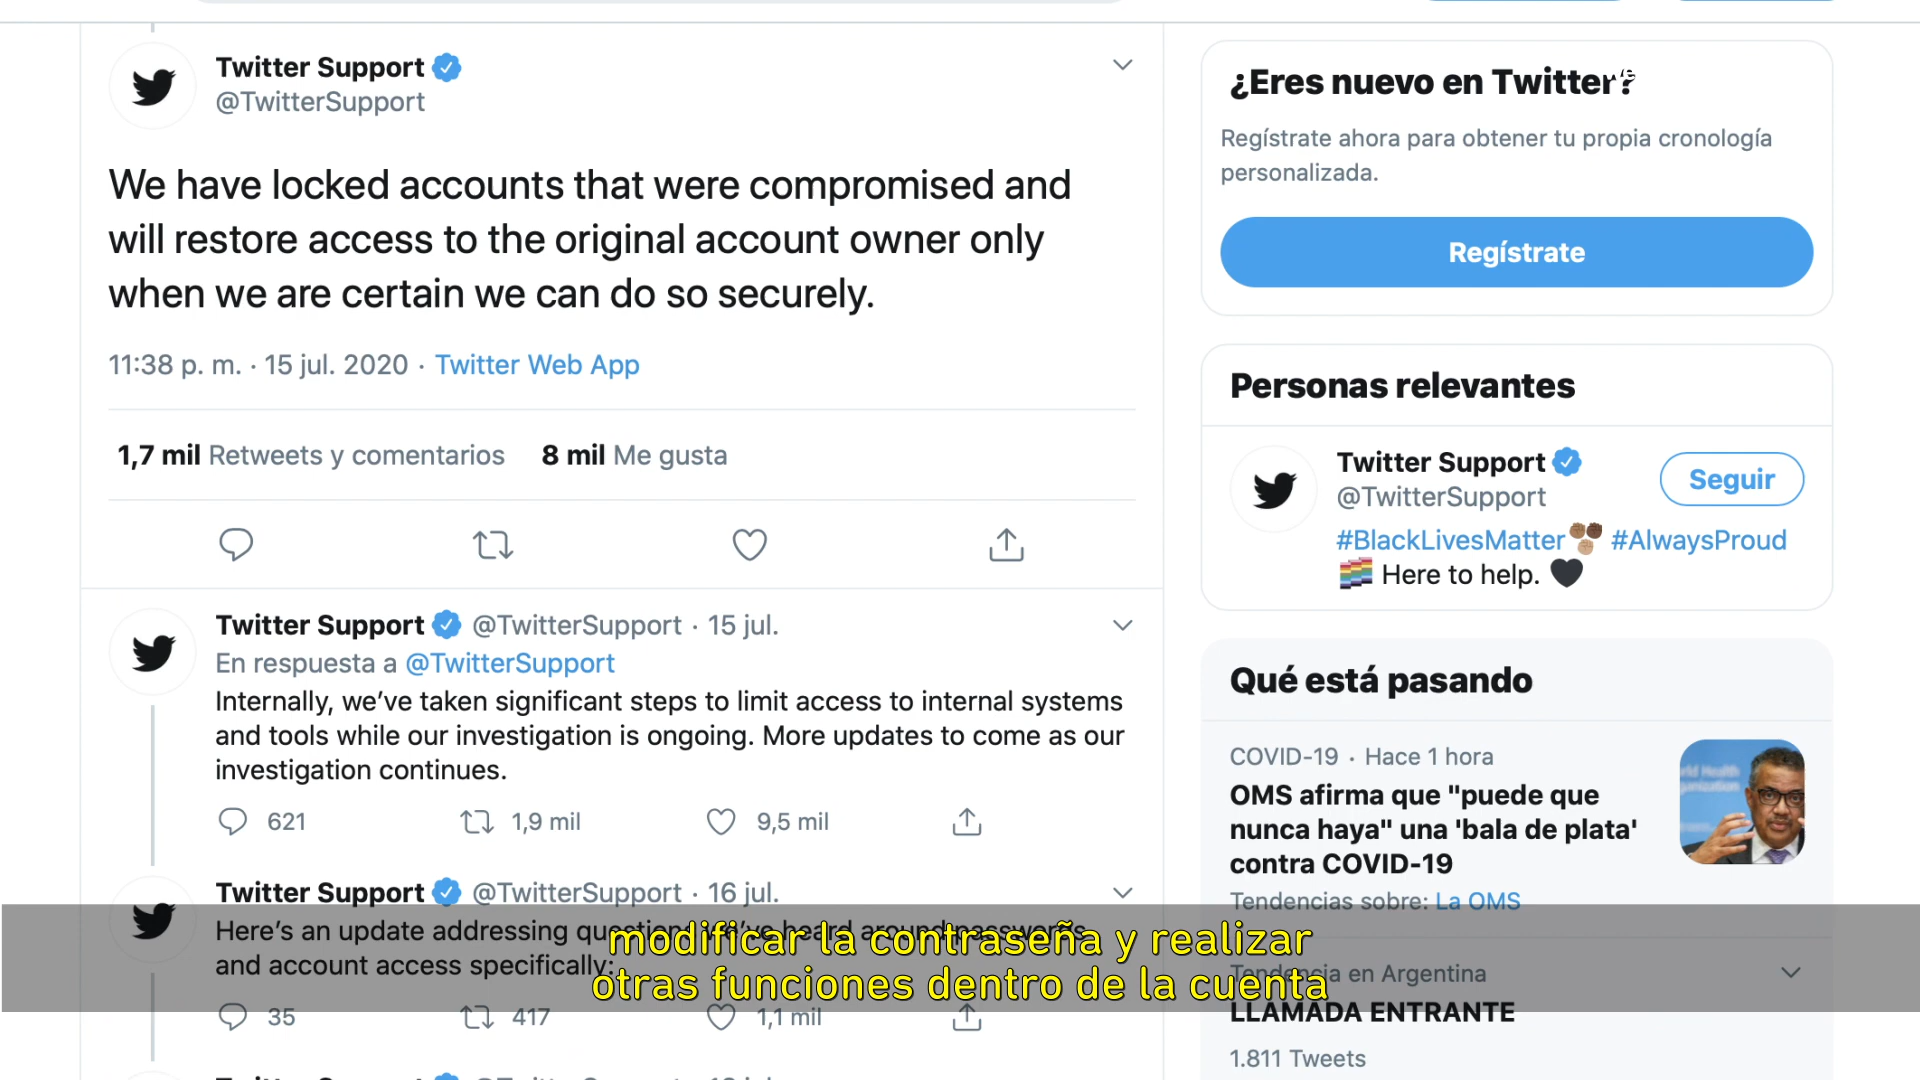 Twitter Support
@TwitterSupport
We have locked accounts that were compromised and
will restore access to the original account owner only
when we are certain we can do so securely.
11:38 p. m. · 15 jul. 2020 · Twitter Web App
1,7 mil Retweets y comentarios 8 mil Me gusta
Twitter Support @TwitterSupport · 15 jul.
En respuesta a @TwitterSupport
Internally, we’ve taken significant steps to limit access to internal systems
and tools while our investigation is ongoing. More updates to come as our
investigation continues.
621 1,9 mil 9,5 mil
Twitter Support @TwitterSupport · 16 jul.
Here’s an update addressing questions we’ve heard around passwords
and account access specifically:
35 417 1,1 mil
¿Eres nuevo en Twitter?
Regístrate ahora para obtener tu propia cronología
personalizada.
Regístrate
Personas relevantes
Twitter Support
@TwitterSupport
Seguir
#BlackLivesMatter #AlwaysProud
Here to help.
Qué está pasando
COVID-19 · Hace 1 hora
OMS afirma que "puede que
nunca haya" una 'bala de plata'
contra COVID-19
Tendencias sobre: La OMS
Tendencia en Argentina
LLAMADA ENTRANTE
1.811 Tweets
modificar la contraseña y realizar
otras funciones dentro de la cuenta